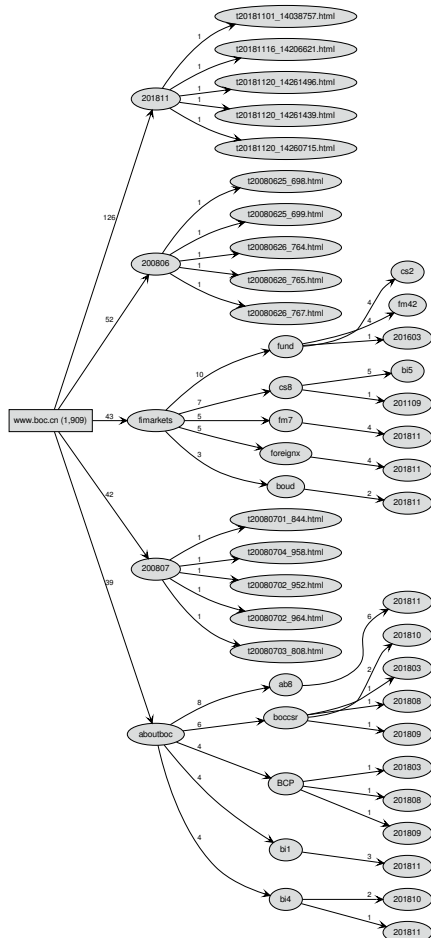 t20181101_14038757.html
1
t20181116_14206621.html
1
201811
1
t20181120_14261496.html
1
t20181120_14261439.html
1
t20181120_14260715.html
126
t20080625_698.html
1
t20080625_699.html
1
200806
1
t20080626_764.html
1
t20080626_765.html
1
t20080626_767.html
52
www.boc.cn (1,909)
43
fimarkets
10
fund
4
cs2
4
fm42
1
201603
7
cs8
5
bi5
1
201109
5
fm7
4
201811
5
foreignx
4
201811
3
boud
2
201811
42
200807
1
t20080701_844.html
1
t20080704_958.html
1
t20080702_952.html
1
t20080702_964.html
1
t20080703_808.html
39
aboutboc
8
ab8
6
201811
6
boccsr
2
201810
1
201803
1
201808
1
201809
4
BCP
1
201803
1
201808
1
201809
4
bi1
3
201811
4
bi4
2
201810
1
201811